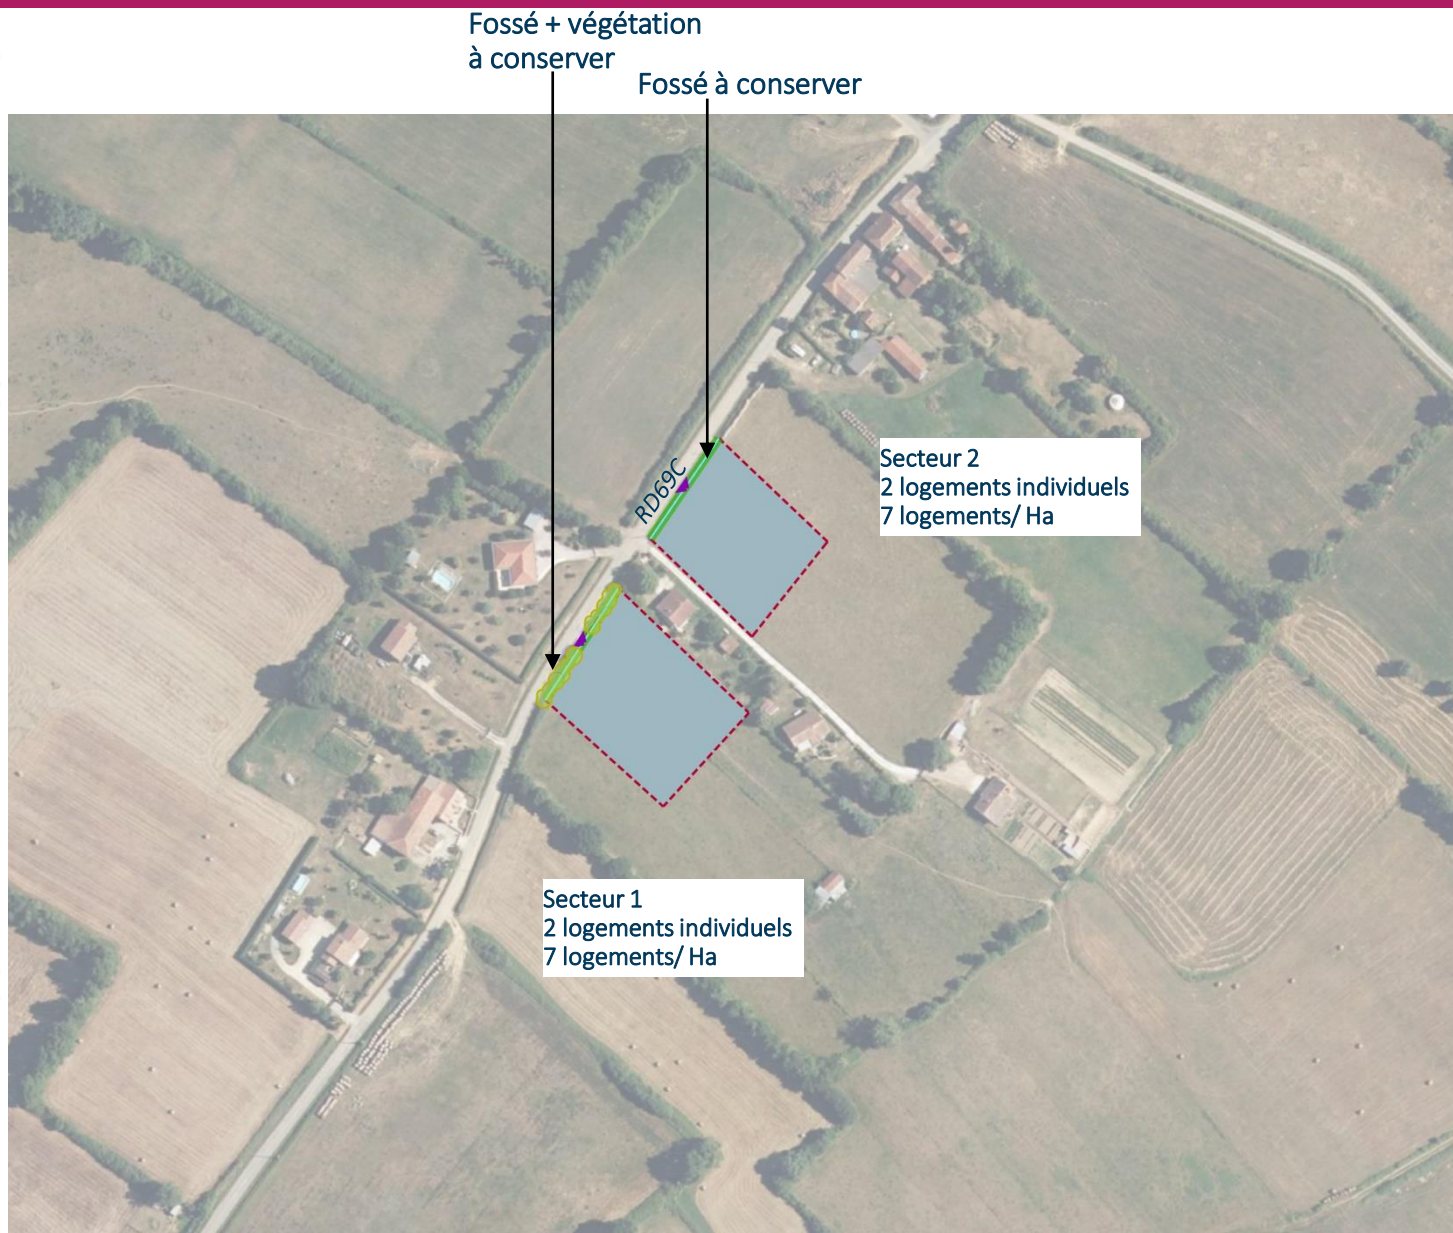 Fossé + végétation
à conserver
Fossé à conserver
RD69C
Secteur 2
2 logements individuels
7 logements/ Ha
Secteur 1
2 logements individuels
7 logements/ Ha